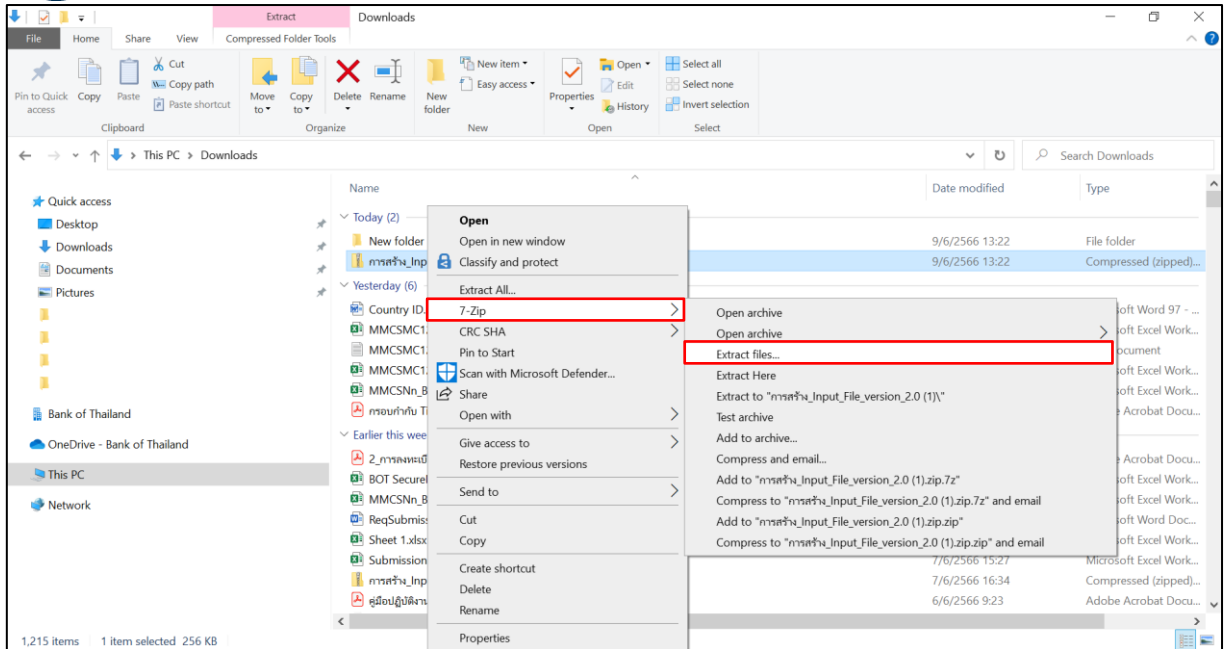 Extract
Downloads
File Home Share View Compressed Folder Tools
Pin to Quick access
Copy
Paste
Cut
Copy path
Paste shortcut
Clipboard
Move to
Copy to
Delete
Rename
Organize
New folder
New item
Easy access
New
Properties
Open
Edit
History
Open
Select all
Select none
Invert selection
Select
This PC > Downloads
Search Downloads
Name Date modified Type
Quick access
Desktop
Downloads
Documents
Pictures
Bank of Thailand
OneDrive - Bank of Thailand
This PC
Network
Today (2)
New folder 9/6/2566 13:22 File folder
การสร้าง_Inp 9/6/2566 13:22 Compressed (zipped)...
Yesterday (6)
Country ID. soft Word 97 - ...
MMCSMC1. soft Excel Work...
MMCSMC1. ocument
MMCSMC1. soft Excel Work...
MMCSNn_B soft Excel Work...
กรอบกำกับ Ti Acrobat Docu...
Earlier this wee
2_การลงทะเบี e Acrobat Docu...
BOT Securel soft Excel Work...
MMCSNn_B soft Excel Work...
ReqSubmiss soft Word Doc...
Sheet 1.xlsx soft Excel Work...
Submission 7/6/2566 15:27 Microsoft Excel Work...
การสร้าง_Inp 7/6/2566 16:34 Compressed (zipped)...
คู่มือปฏิบัติงาน 6/6/2566 9:23 Adobe Acrobat Docu...
Open
Open in new window
Classify and protect
Extract All...
7-Zip
CRC SHA
Pin to Start
Scan with Microsoft Defender...
Share
Open with
Give access to
Restore previous versions
Send to
Cut
Copy
Create shortcut
Delete
Rename
Properties
Open archive
Open archive
Extract files...
Extract Here
Extract to "การสร้าง_Input_File_version_2.0 (1)\"
Test archive
Add to archive...
Compress and email...
Add to "การสร้าง_Input_File_version_2.0 (1).zip.7z"
Compress to "การสร้าง_Input_File_version_2.0 (1).zip.7z" and email
Add to "การสร้าง_Input_File_version_2.0 (1).zip.zip"
Compress to "การสร้าง_Input_File_version_2.0 (1).zip.zip" and email
1,215 items 1 item selected 256 KB